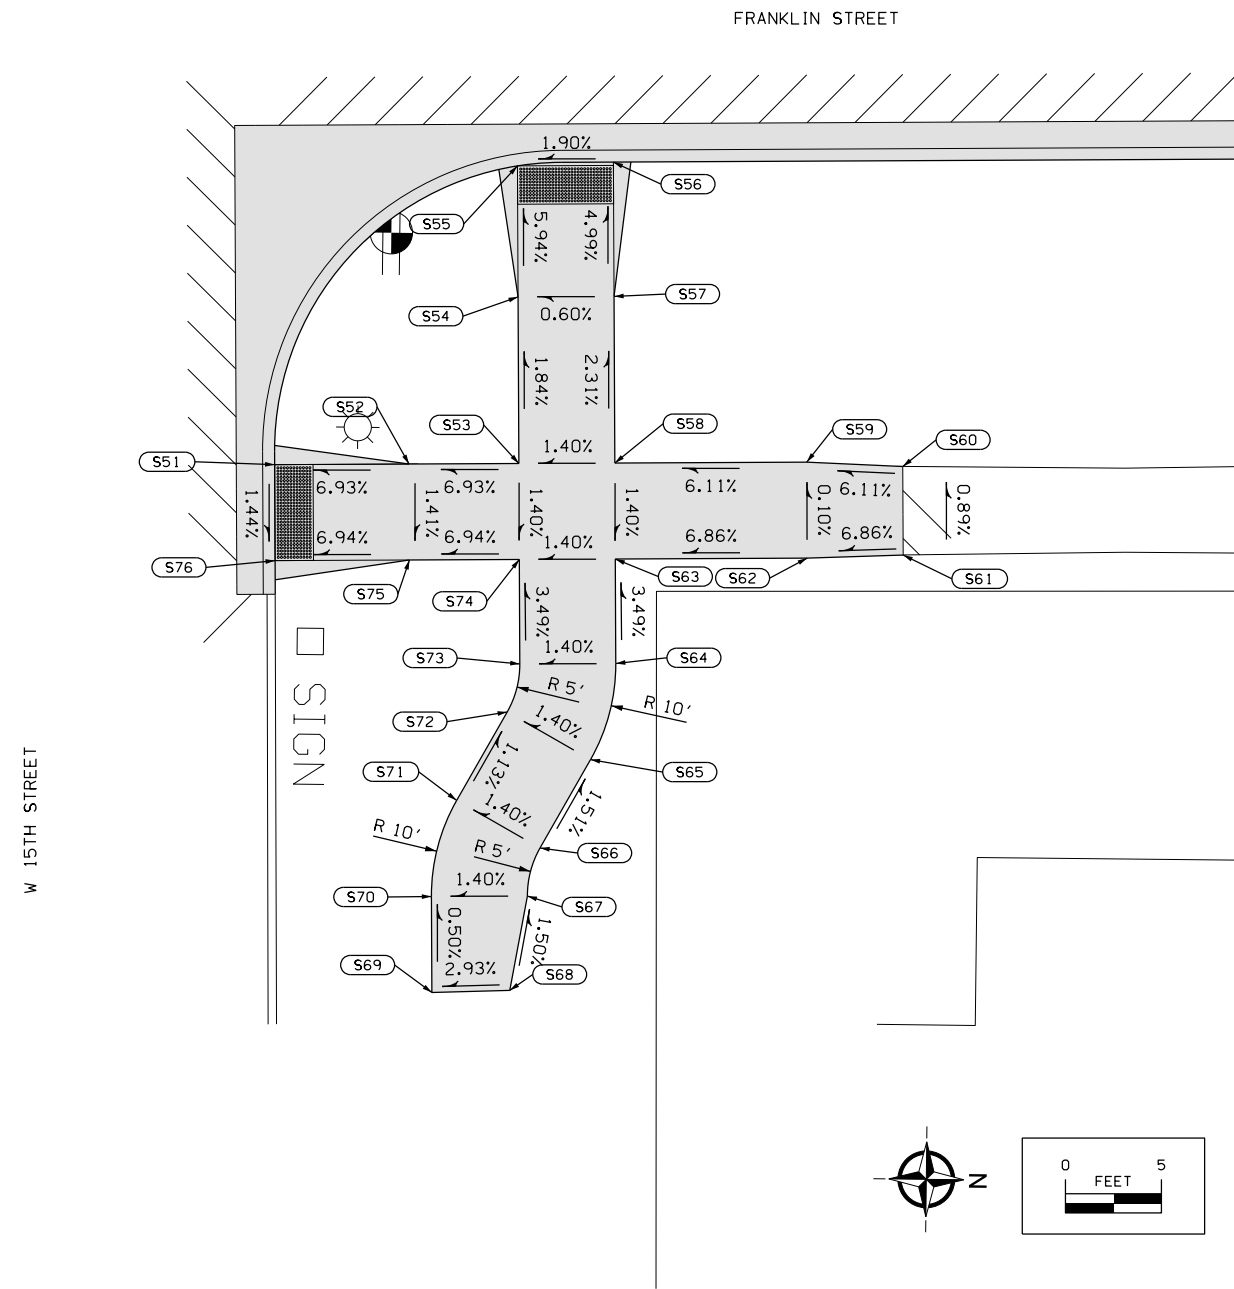 FRANKLIN STREET
1.90%
S56
S55
5.94%
4.99%
S57
S54
0.60%
1.84%
2.31%
S52
S53
S58
S59
S60
1.40%
S51
6.93%
6.93%
6.11%
6.11%
1.44%
1.41%
1.40%
1.40%
0.10%
0.89%
6.94%
6.94%
1.40%
6.86%
6.86%
S76
S75
S74
S63
S62
S61
3.49%
3.49%
1.40%
S73
S64
R 5'
R 10'
SIGN
S72
1.40%
S71
1.13%
S65
1.40%
1.51%
R 10'
R 5'
S66
W 15TH STREET
S70
1.40%
S67
0.50%
1.50%
S69
2.93%
S68
N
0 5
FEET